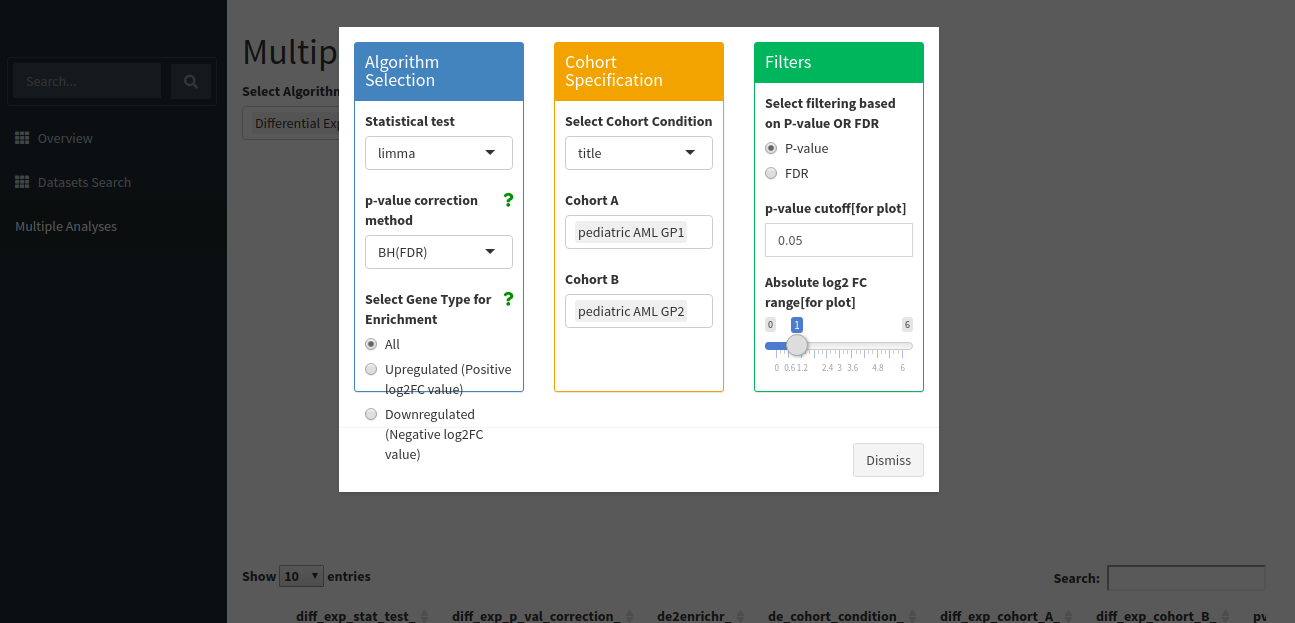 Search...
Overview
Datasets Search
Multiple Analyses
Multip
Select Algorithm
Differential Exp
Algorithm
Selection
Statistical test
limma
p-value correction
method
?
BH(FDR)
Select Gene Type for
Enrichment
?
All
Upregulated (Positive
log2FC value)
Downregulated
(Negative log2FC
value)
Cohort
Specification
Select Cohort Condition
title
Cohort A
pediatric AML GP1
Cohort B
pediatric AML GP2
Filters
Select filtering based
on P-value OR FDR
P-value
FDR
p-value cutoff[for plot]
0.05
Absolute log2 FC
range[for plot]
0 1 6
0 0.6 1.2 2.4 3 3.6 4.8 6
Dismiss
Show 10 entries
Search:
diff_exp_stat_test_ diff_exp_p_val_correction_ de2enrichr_ de_cohort_condition_ diff_exp_cohort_A_ diff_exp_cohort_B_ pv